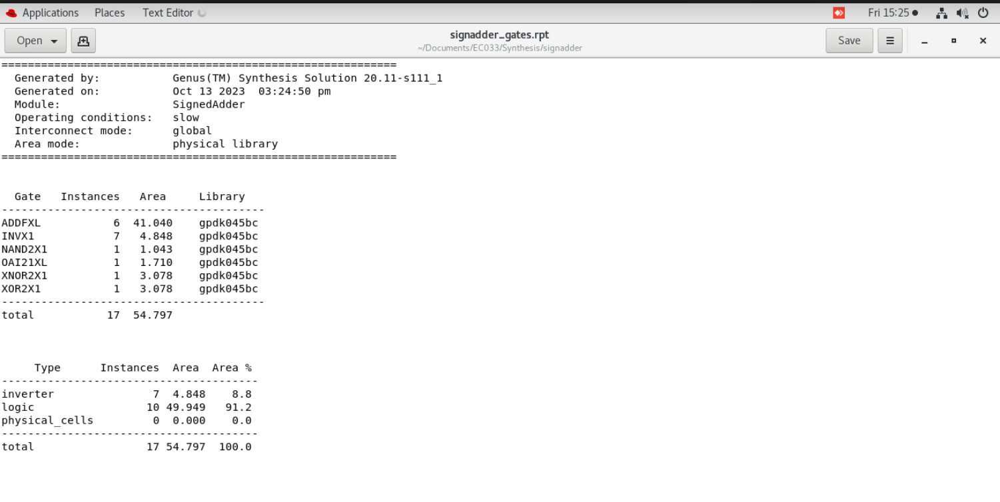 Applications Places Text Editor Fri 15:25
Open signadder_gates.rpt Save
~/Documents/EC033/Synthesis/signadder
============================================================
  Generated by:           Genus(TM) Synthesis Solution 20.11-s111_1
  Generated on:           Oct 13 2023  03:24:50 pm
  Module:                 SignedAdder
  Operating conditions:   slow
  Interconnect mode:      global
  Area mode:              physical library
============================================================
  Gate   Instances   Area     Library
----------------------------------------
ADDFXL           6  41.040    gpdk045bc
INVX1            7   4.848    gpdk045bc
NAND2X1          1   1.043    gpdk045bc
OAI21XL          1   1.710    gpdk045bc
XNOR2X1          1   3.078    gpdk045bc
XOR2X1           1   3.078    gpdk045bc
----------------------------------------
total           17  54.797
     Type      Instances  Area  Area %
---------------------------------------
inverter               7  4.848    8.8
logic                 10 49.949   91.2
physical_cells         0  0.000    0.0
---------------------------------------
total                 17 54.797  100.0